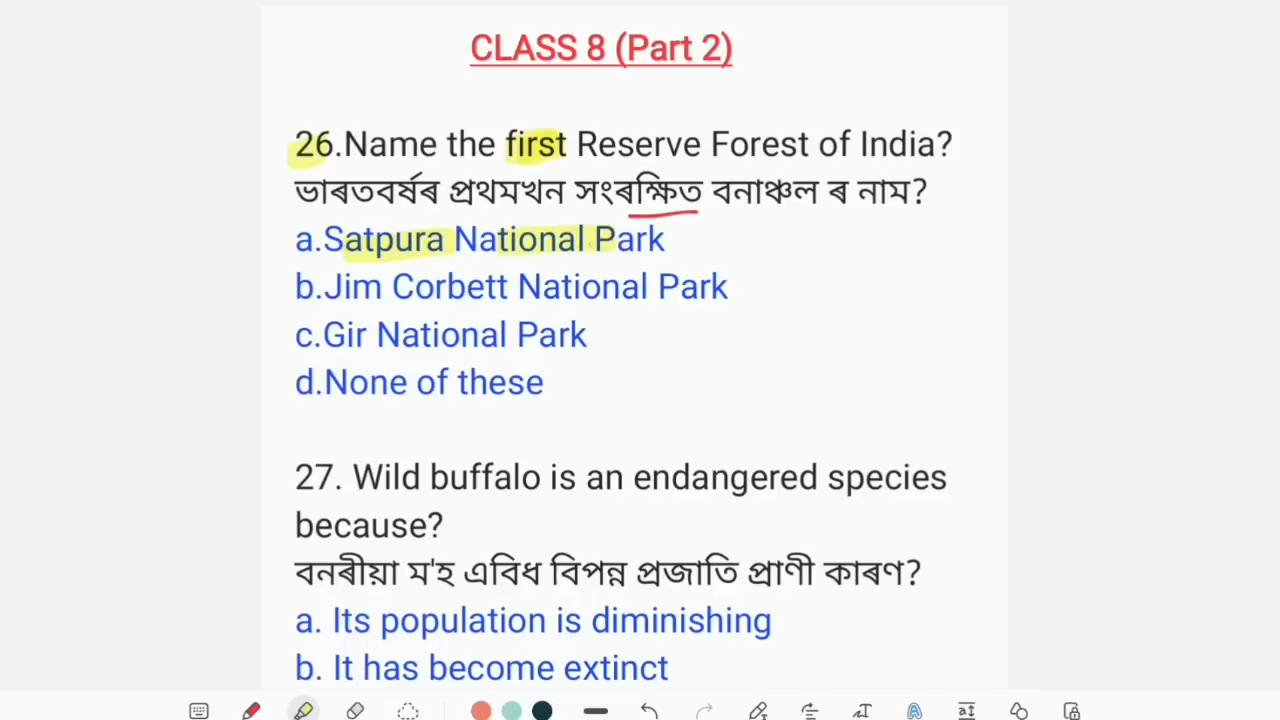 CLASS 8 (Part 2)
26.Name the first Reserve Forest of India?
ভাৰতবৰ্ষৰ প্ৰথমখন সংৰক্ষিত বনাঞ্চল ৰ নাম?
a.Satpura National Park
b.Jim Corbett National Park
c.Gir National Park
d.None of these
27. Wild buffalo is an endangered species
because?
বনৰীয়া ম'হ এবিধ বিপন্ন প্ৰজাতি প্ৰাণী কাৰণ?
a. Its population is diminishing
b. It has become extinct